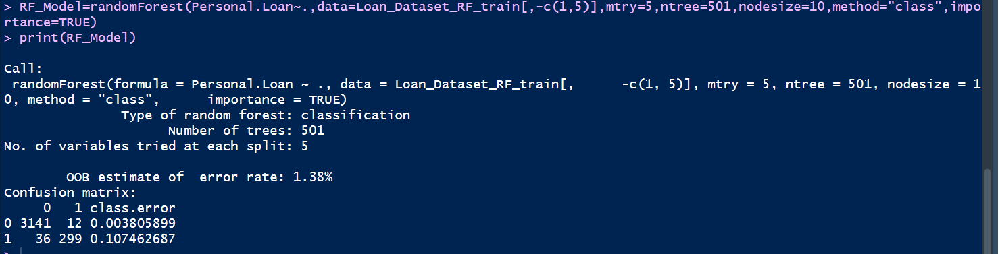 > RF_Model=randomForest(Personal.Loan~.,data=Loan_Dataset_RF_train[,-c(1,5)],mtry=5,ntree=501,nodesize=10,method="class",impo
rtance=TRUE)
> print(RF_Model)
Call:
 randomForest(formula = Personal.Loan ~ ., data = Loan_Dataset_RF_train[,      -c(1, 5)], mtry = 5, ntree = 501, nodesize = 1
0, method = "class",      importance = TRUE)
               Type of random forest: classification
                     Number of trees: 501
No. of variables tried at each split: 5
        OOB estimate of  error rate: 1.38%
Confusion matrix:
     0   1 class.error
0 3141  12 0.003805899
1   36 299 0.107462687
>